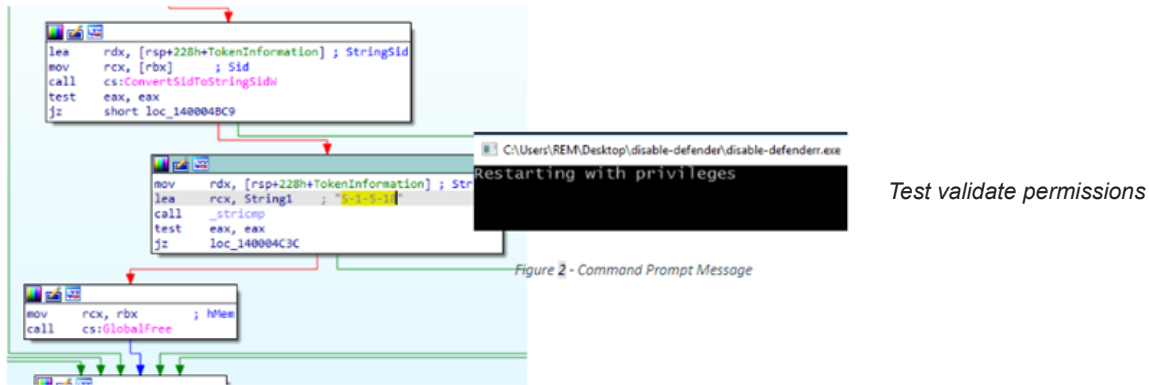 lea     rdx, [rsp+228h+TokenInformation] ; StringSid
mov     rcx, [rbx]      ; Sid
call    cs:ConvertSidToStringSidW
test    eax, eax
jz      short loc_140004BC9
C:\Users\REM\Desktop\disable-defender\disable-defenderr.exe
Restarting with privileges
Test validate permissions
mov     rdx, [rsp+228h+TokenInformation] ; Str
lea     rcx, String1    ; "S-1-5-18"
call    _stricmp
test    eax, eax
jz      loc_140004C3C
Figure 2 - Command Prompt Message
mov     rcx, rbx        ; hMem
call    cs:GlobalFree